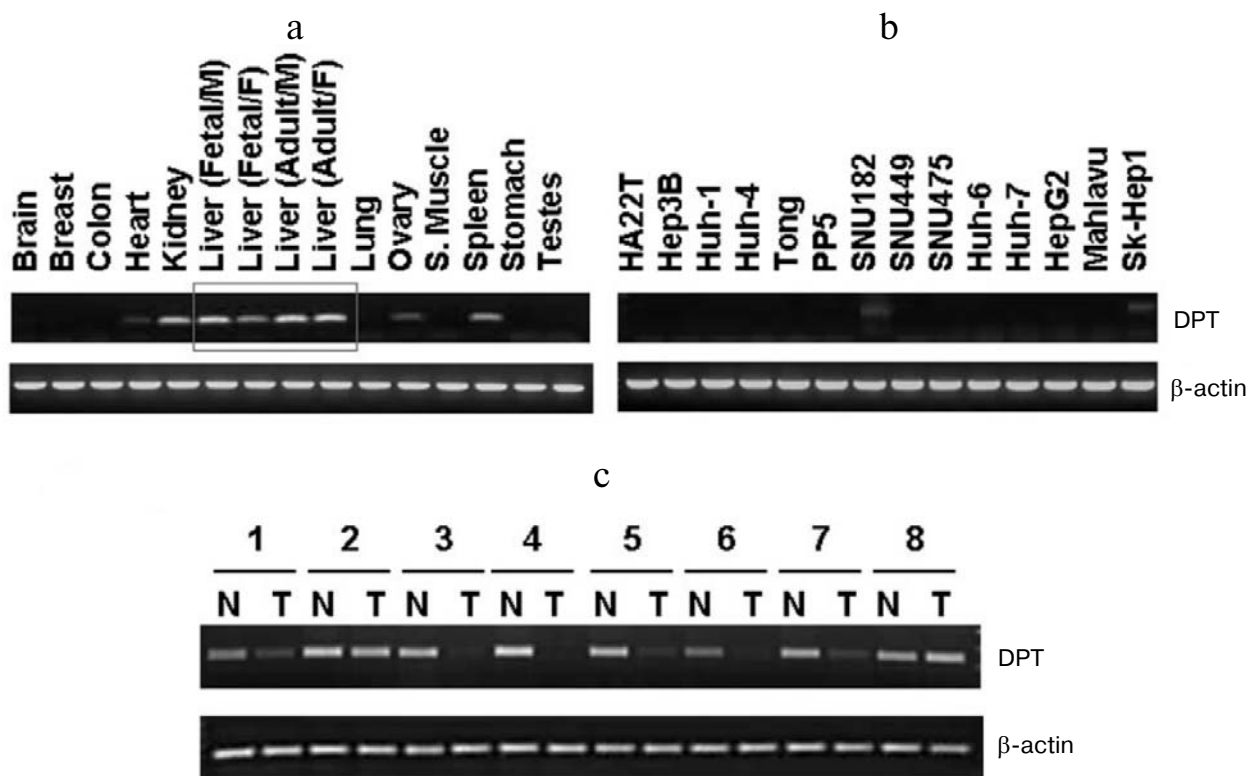 a
b
Brain
Breast
Colon
Heart
Kidney
Liver (Fetal/M)
Liver (Fetal/F)
Liver (Adult/M)
Liver (Adult/F)
Lung
Ovary
S. Muscle
Spleen
Stomach
Testes
HA22T
Hep3B
Huh-1
Huh-4
Tong
PP5
SNU182
SNU449
SNU475
Huh-6
Huh-7
HepG2
Mahlavu
Sk-Hep1
DPT
β-actin
c
1 2 3 4 5 6 7 8
N T N T N T N T N T N T N T N T
DPT
β-actin